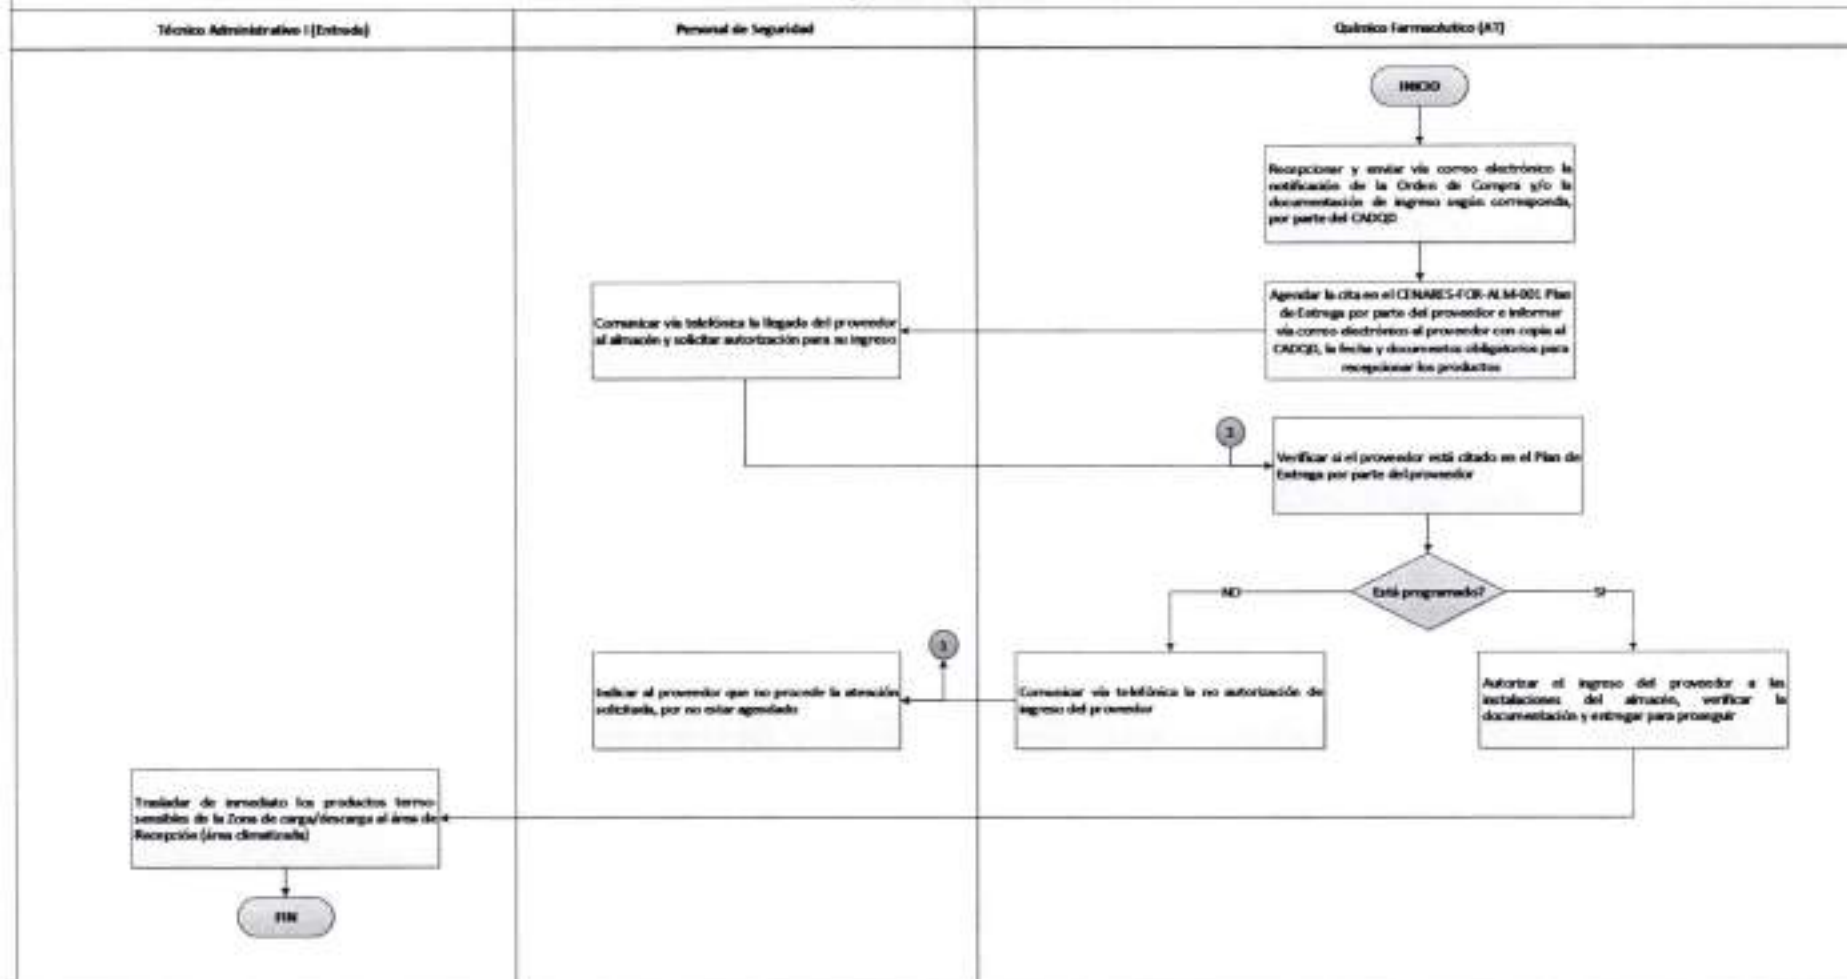 Técnico Administrativo I (Entrada)
Personal de Seguridad
Químico Farmacéutico (AT)
INICIO
Recepcionar y enviar vía correo electrónico la
notificación de la Orden de Compra y/o la
documentación de ingreso según corresponda,
por parte del CADQD
Agendar la cita en el CENARES-FOR-ALM-001 Plan
de Entrega por parte del proveedor e informar
vía correo electrónico al proveedor con copia al
CADQD, la fecha y documentos obligatorios para
recepcionar los productos
Comunicar vía telefónica la llegada del proveedor
al almacén y solicitar autorización para su ingreso
1
Verificar si el proveedor está citado en el Plan de
Entrega por parte del proveedor
Está programado?
NO
SI
1
Indicar al proveedor que no procede la atención
solicitada, por no estar agendado
Comunicar vía telefónica la no autorización de
ingreso del proveedor
Autorizar el ingreso del proveedor a las
instalaciones del almacén, verificar la
documentación y entregar para proseguir
Trasladar de inmediato los productos termo-
sensibles de la Zona de carga/descarga al área de
Recepción (área climatizada)
FIN